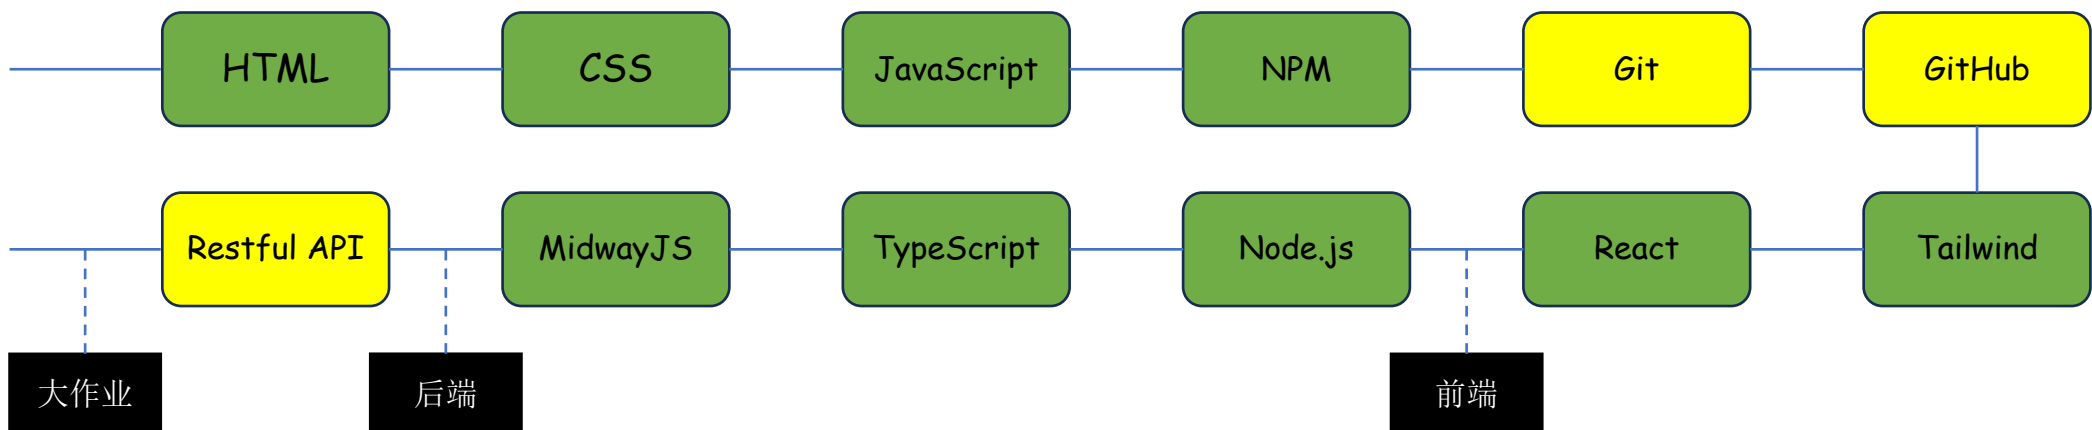 HTML
CSS
JavaScript
NPM
Git
GitHub
Restful API
MidwayJS
TypeScript
Node.js
React
Tailwind
大作业
后端
前端